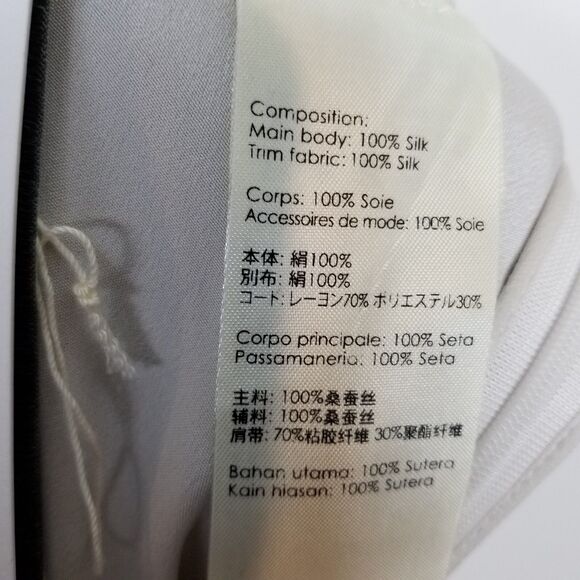 Composition:
Main body: 100% Silk
Trim fabric: 100% Silk
Corps: 100% Soie
Accessoires de mode: 100% Soie
本体: 絹100%
別布: 絹100%
コート: レーヨン70% ポリエステル30%
Corpo principale: 100% Seta
Passamaneria: 100% Seta
主料: 100%桑蚕丝
辅料: 100%桑蚕丝
肩带: 70%粘胶纤维 30%聚酯纤维
Bahan utama: 100% Sutera
Kain hiasan: 100% Sutera